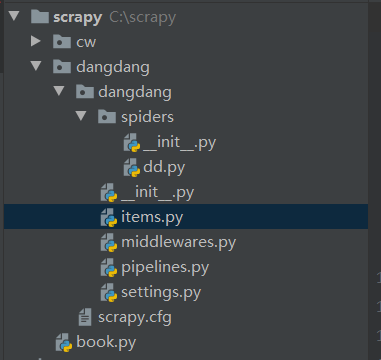 scrapy C:\scrapy
cw
dangdang
dangdang
spiders
__init__.py
dd.py
__init__.py
items.py
middlewares.py
pipelines.py
settings.py
scrapy.cfg
book.py